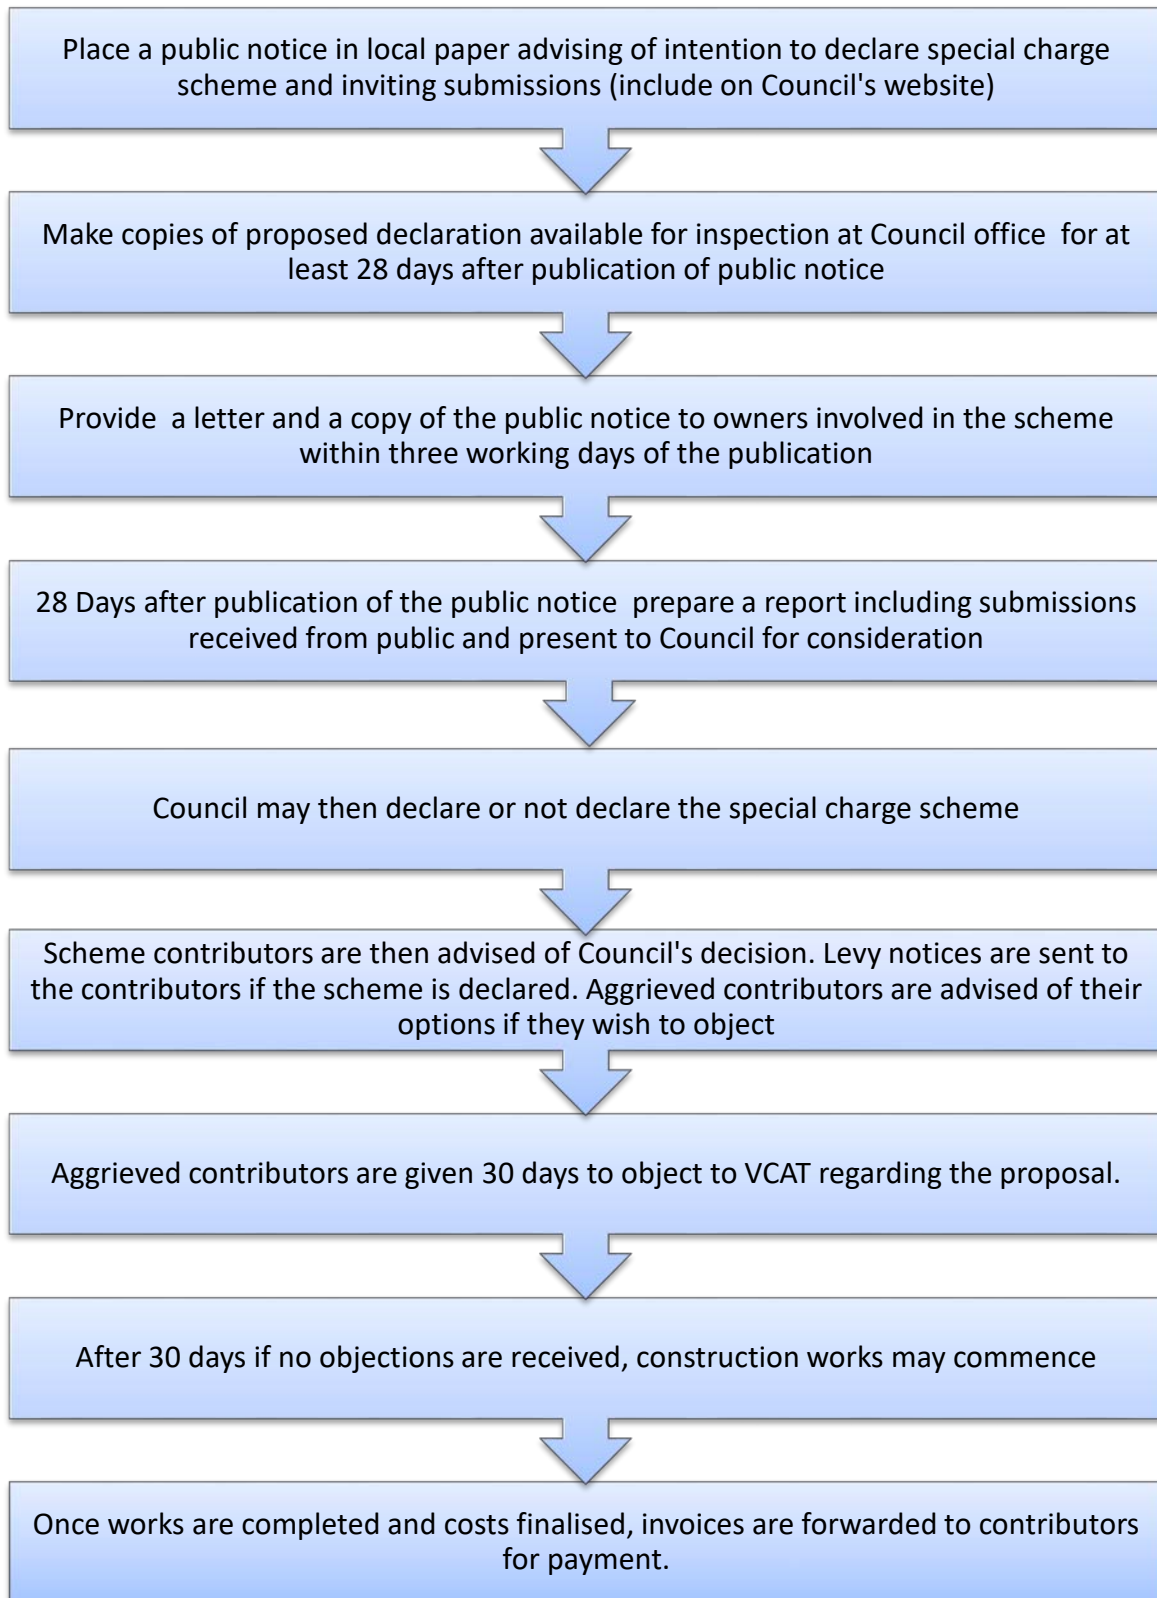 Place a public notice in local paper advising of intention to declare special charge
scheme and inviting submissions (include on Council's website)
Make copies of proposed declaration available for inspection at Council office  for at
least 28 days after publication of public notice
Provide  a letter and a copy of the public notice to owners involved in the scheme
within three working days of the publication
28 Days after publication of the public notice  prepare a report including submissions
received from public and present to Council for consideration
Council may then declare or not declare the special charge scheme
Scheme contributors are then advised of Council's decision. Levy notices are sent to
the contributors if the scheme is declared. Aggrieved contributors are advised of their
options if they wish to object
Aggrieved contributors are given 30 days to object to VCAT regarding the proposal.
After 30 days if no objections are received, construction works may commence
Once works are completed and costs finalised, invoices are forwarded to contributors
for payment.